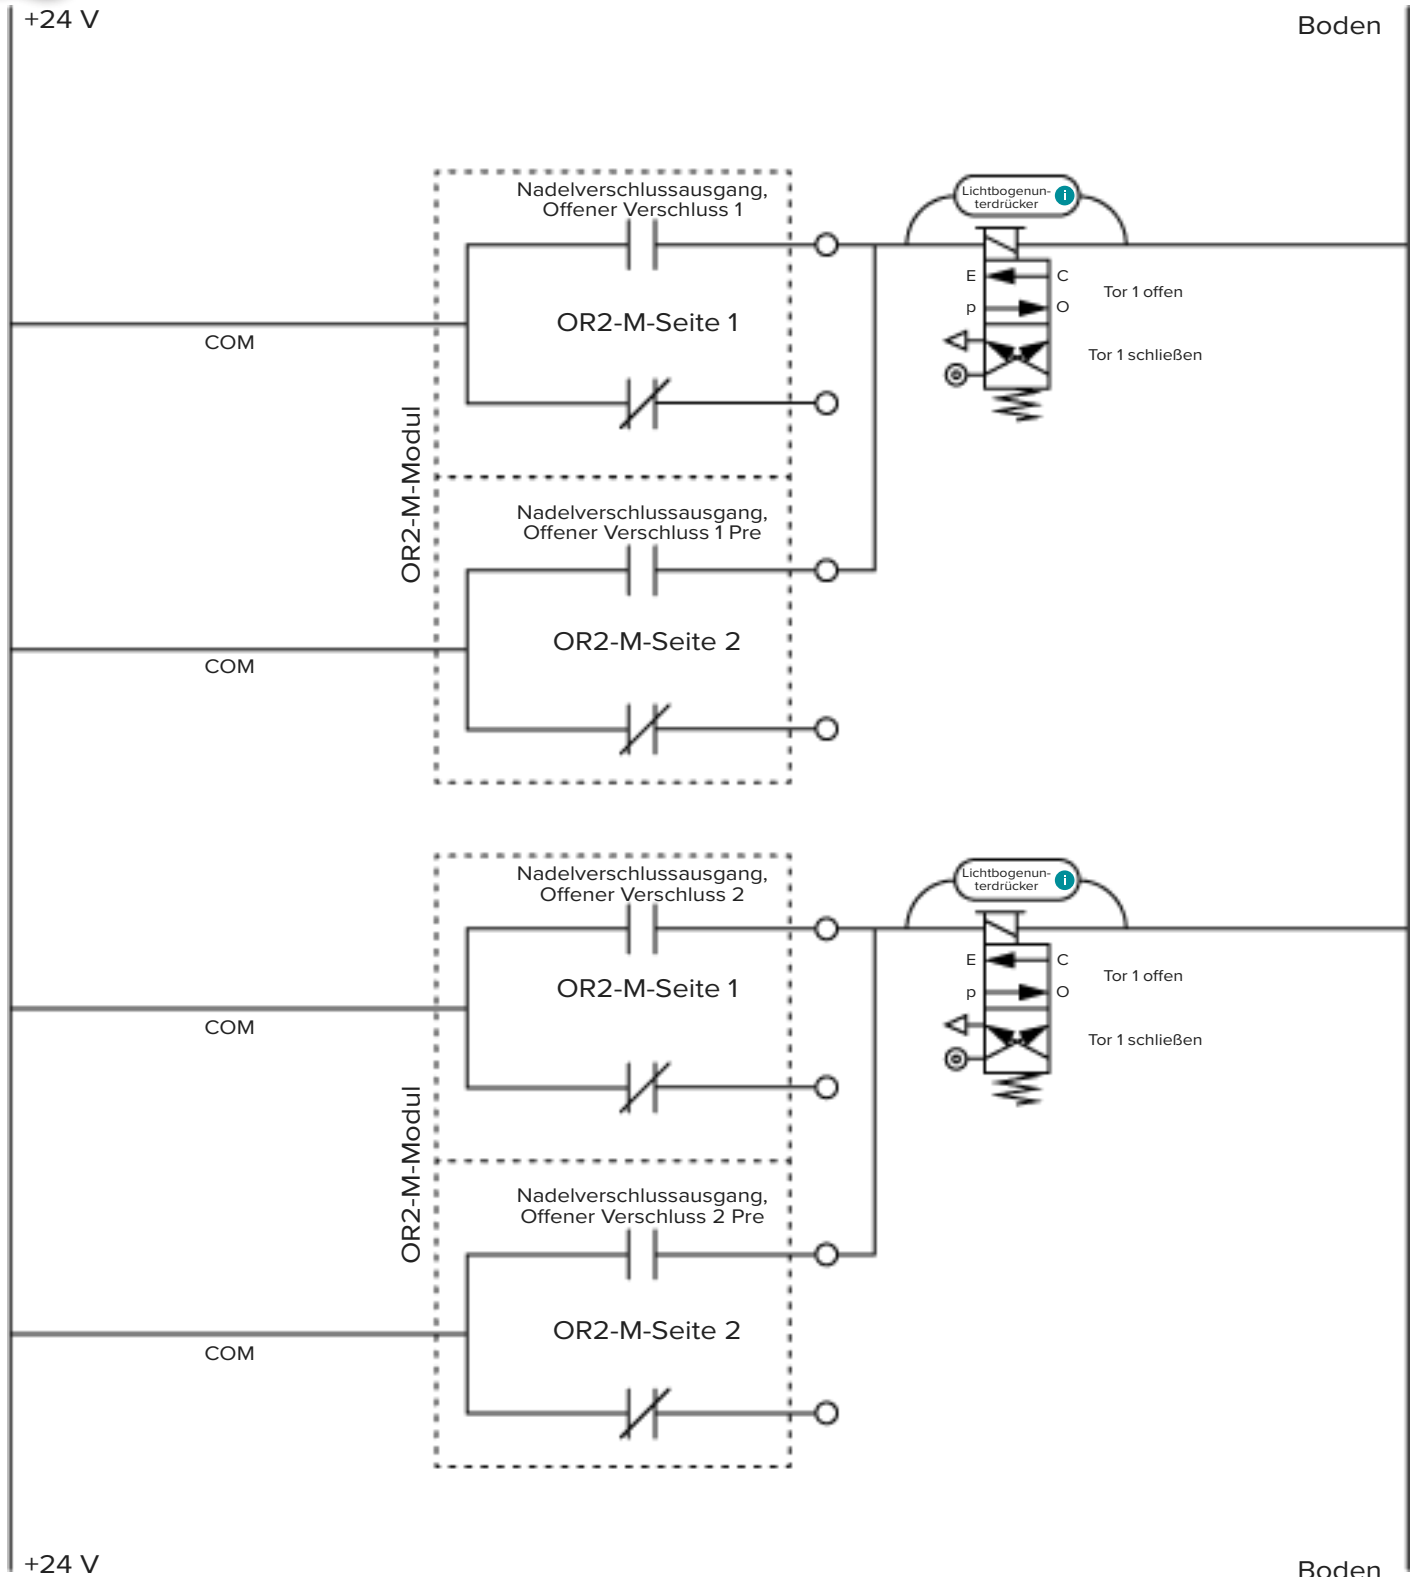 +24 V
Boden
Nadelverschlussausgang,
Offener Verschluss 1
Lichtbogenun-
terdrücker
i
E
C
Tor 1 offen
p
O
OR2-M-Seite 1
COM
Tor 1 schließen
OR2-M-Modul
Nadelverschlussausgang,
Offener Verschluss 1 Pre
OR2-M-Seite 2
COM
Nadelverschlussausgang,
Offener Verschluss 2
Lichtbogenun-
terdrücker
i
E
C
Tor 1 offen
p
O
OR2-M-Seite 1
COM
Tor 1 schließen
OR2-M-Modul
Nadelverschlussausgang,
Offener Verschluss 2 Pre
OR2-M-Seite 2
COM
+24 V
Boden